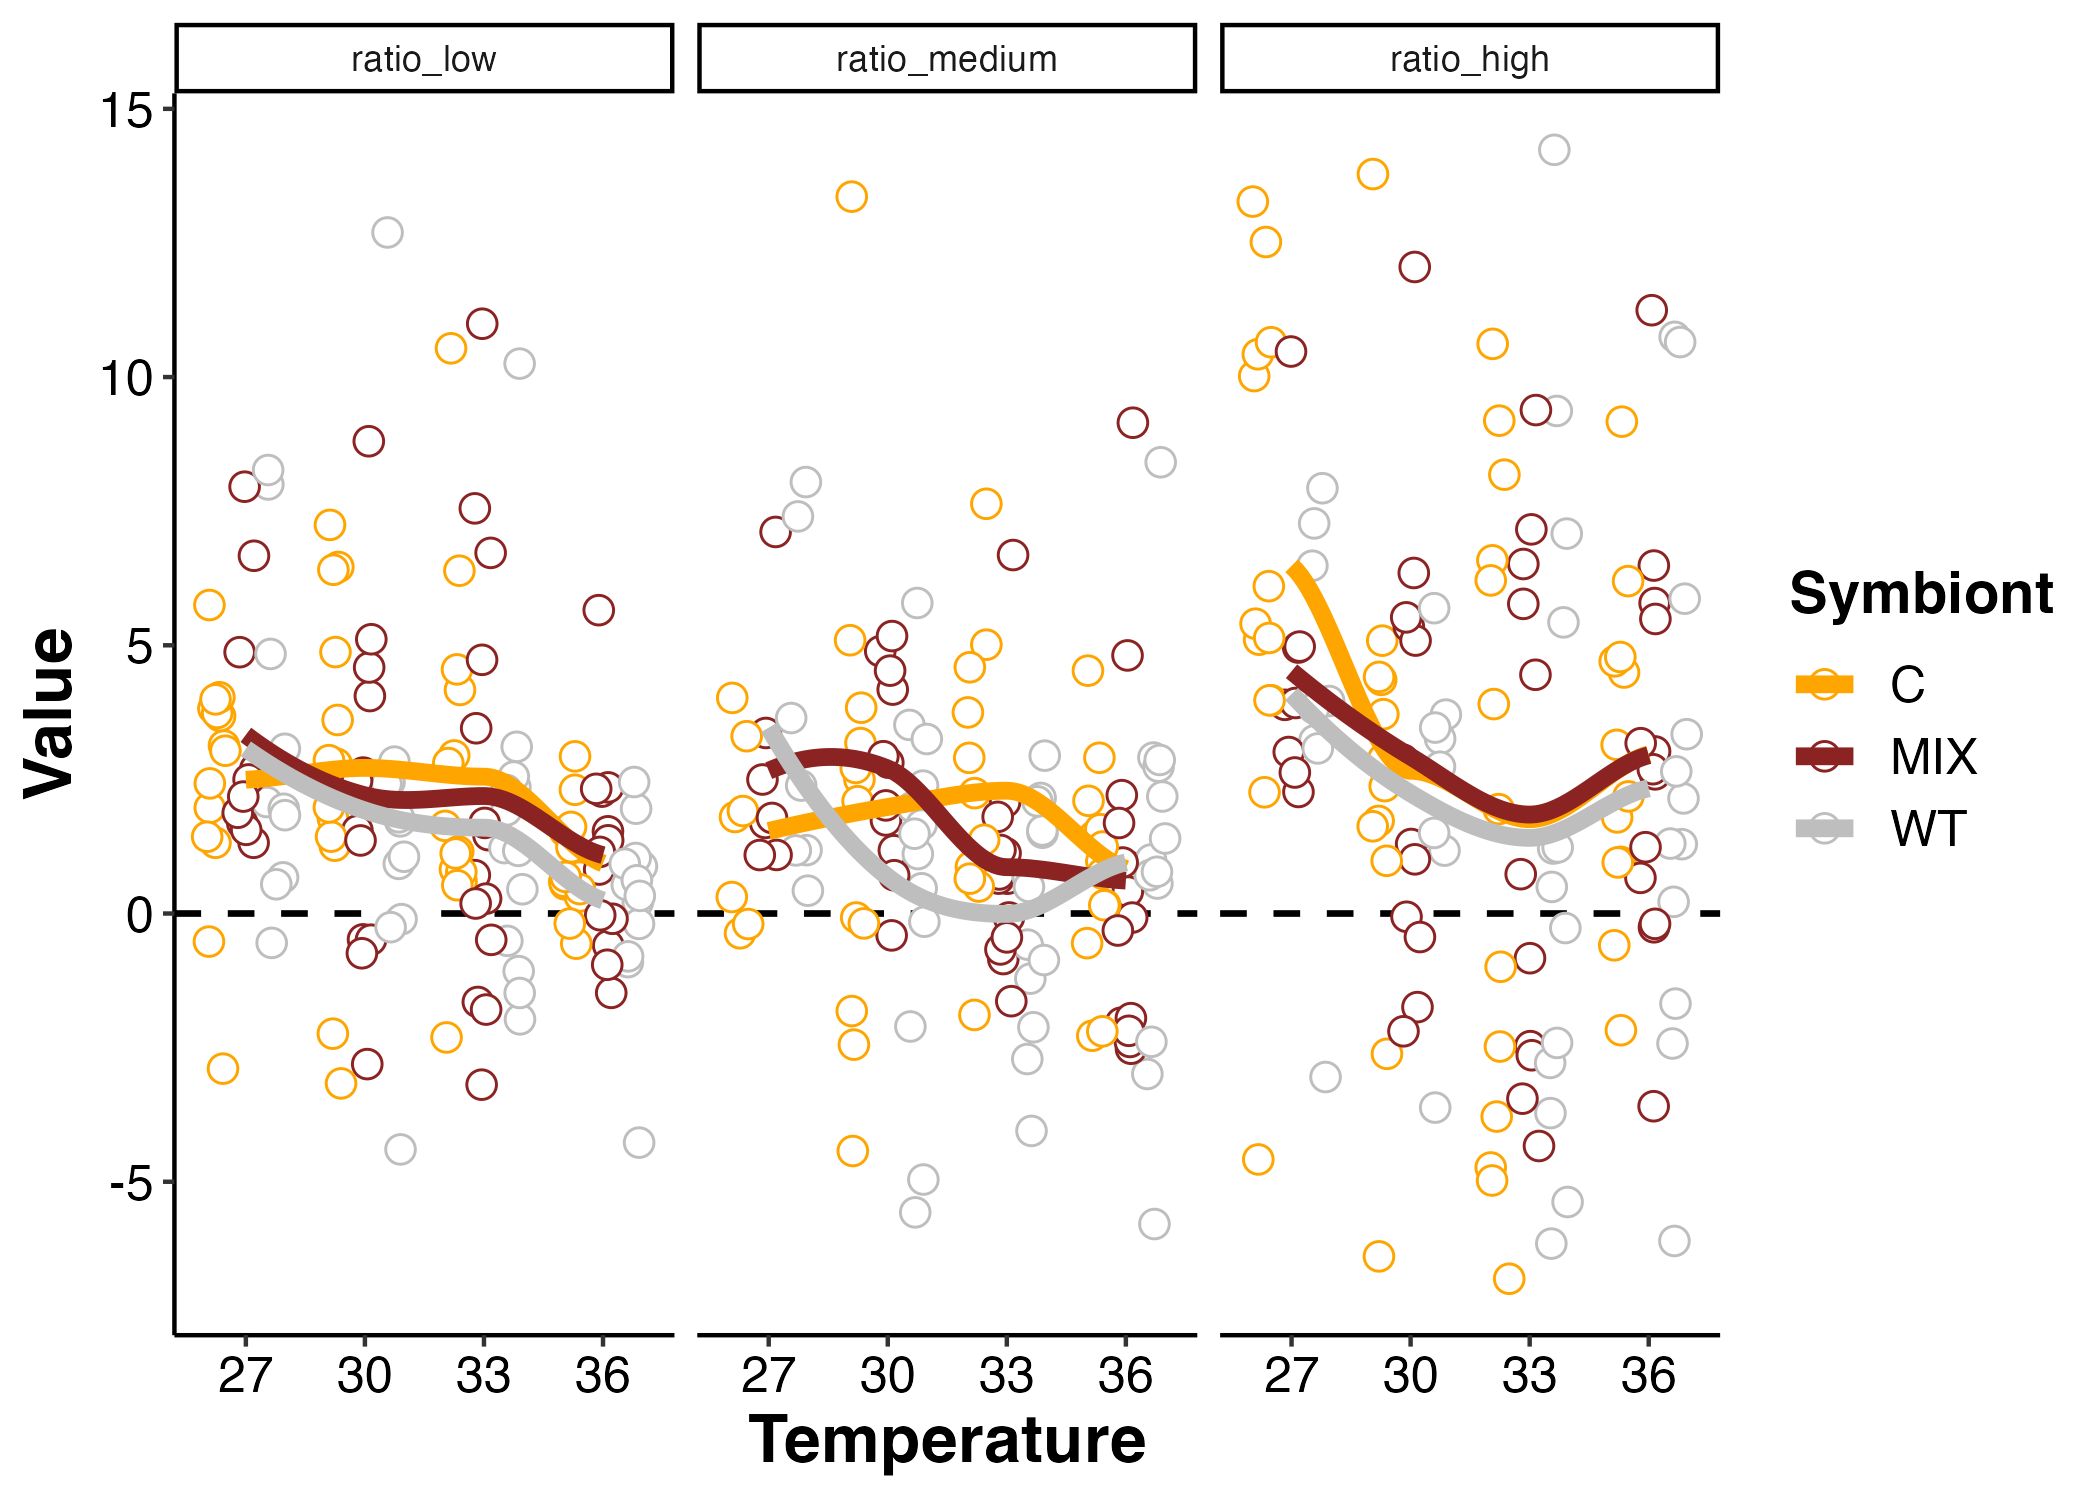 ratio_low ratio_medium ratio_high
15
10
5
0
-5
Value
27 30 33 36 27 30 33 36 27 30 33 36
Temperature
Symbiont
C
MIX
WT